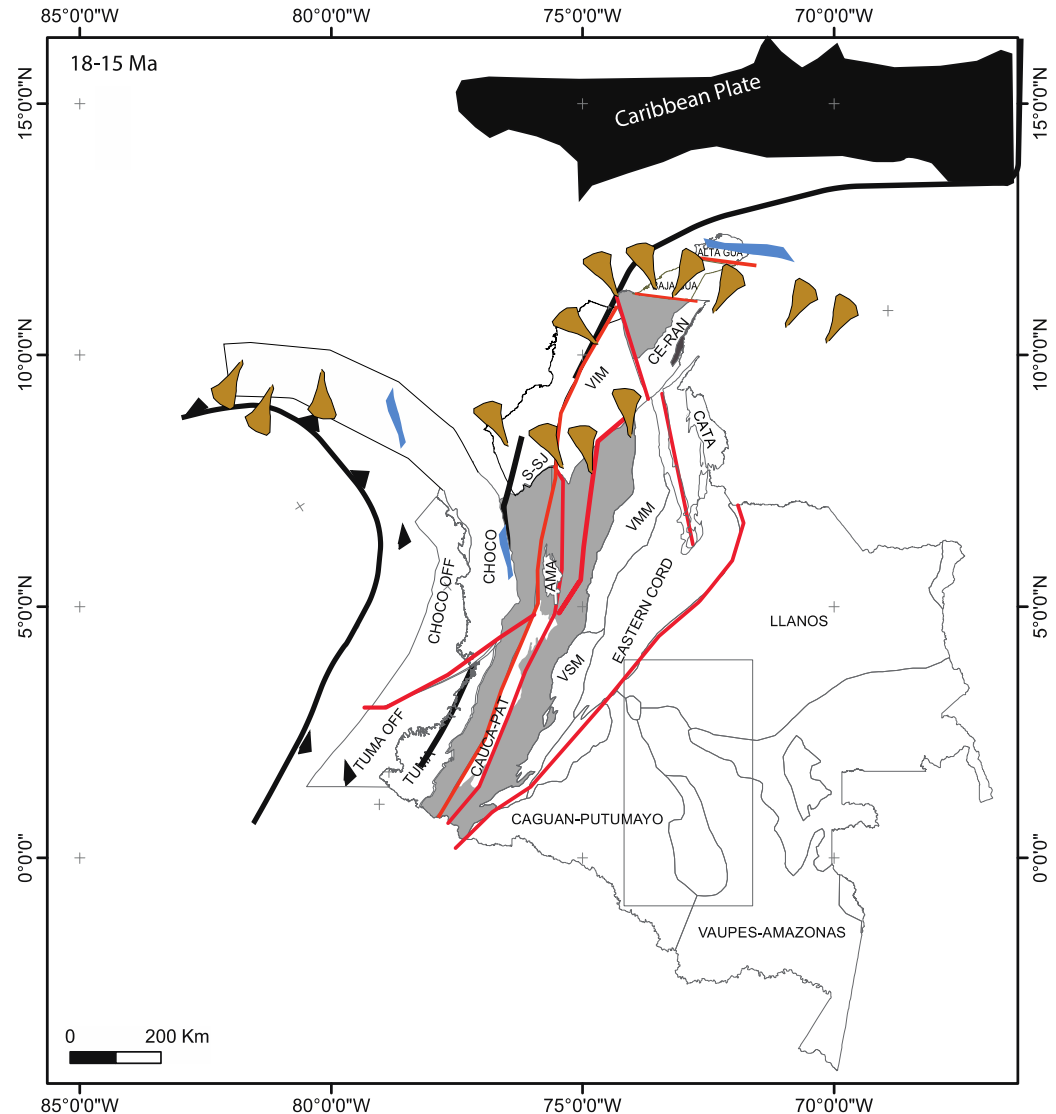 85°0'0"W 80°0'0"W 75°0'0"W 70°0'0"W
18-15 Ma
Caribbean Plate
15°0'0"N 15°0'0"N
ALTA GUA
BAJA GUA
CE-RAN
10°0'0"N 10°0'0"N
VIM
CATA
S-SJ
VMM
CHOCO
AMA
CHOCO OFF
EASTERN CORD
5°0'0"N 5°0'0"N
LLANOS
VSM
CAUCA-PAT
TUMA OFF
TUMA
CAGUAN-PUTUMAYO
0°0'0" 0°0'0"
VAUPES-AMAZONAS
0 200 Km
85°0'0"W 80°0'0"W 75°0'0"W 70°0'0"W